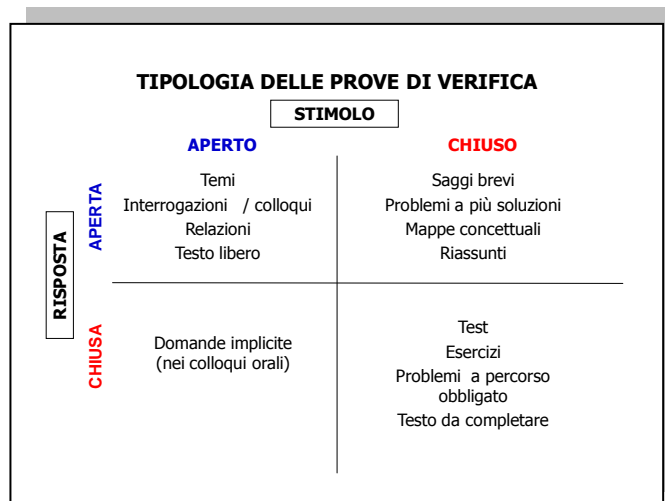 TIPOLOGIA DELLE PROVE DI VERIFICA
STIMOLO
APERTO
CHIUSO
RISPOSTA
APERTA
Temi
Interrogazioni / colloqui
Relazioni
Testo libero
Saggi brevi
Problemi a più soluzioni
Mappe concettuali
Riassunti
CHIUSA
Domande implicite
(nei colloqui orali)
Test
Esercizi
Problemi a percorso
obbligato
Testo da completare